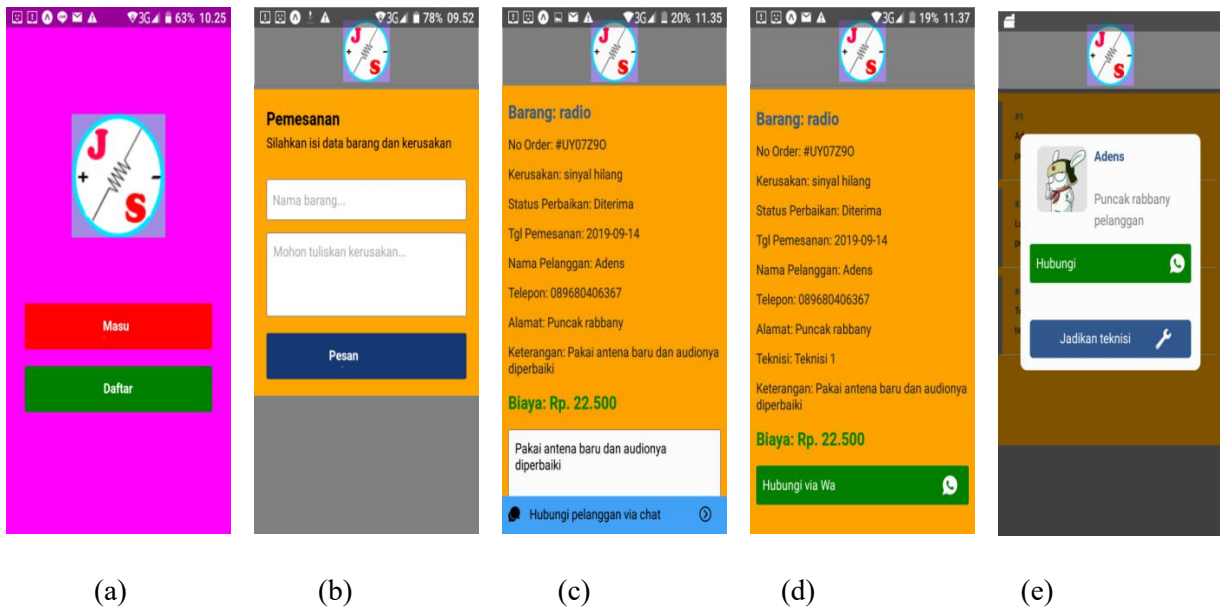 3G 63% 10.25
J
+ -
S
Masu
Daftar
3G 78% 09.52
J
+ -
S
Pemesanan
Silahkan isi data barang dan kerusakan
Nama barang...
Mohon tuliskan kerusakan...
Pesan
3G 20% 11.35
J
+ -
S
Barang: radio
No Order: #UY07Z9O
Kerusakan: sinyal hilang
Status Perbaikan: Diterima
Tgl Pemesanan: 2019-09-14
Nama Pelanggan: Adens
Telepon: 089680406367
Alamat: Puncak rabbany
Keterangan: Pakai antena baru dan audionya
diperbaiki
Biaya: Rp. 22.500
Pakai antena baru dan audionya
diperbaiki
Hubungi pelanggan via chat
3G 19% 11.37
J
+ -
S
Barang: radio
No Order: #UY07Z9O
Kerusakan: sinyal hilang
Status Perbaikan: Diterima
Tgl Pemesanan: 2019-09-14
Nama Pelanggan: Adens
Telepon: 089680406367
Alamat: Puncak rabbany
Teknisi: Teknisi 1
Keterangan: Pakai antena baru dan audionya
diperbaiki
Biaya: Rp. 22.500
Hubungi via Wa
J
+ -
S
#1
Adens
Puncak rabbany
pelanggan
Hubungi
Jadikan teknisi
(a) (b) (c) (d) (e)